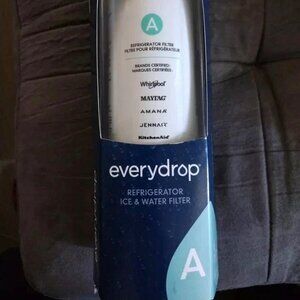 A
REFRIGERATOR FILTER
FILTRE POUR RÉFRIGÉRATEUR
BRANDS CERTIFIED:
MARQUES CERTIFIÉES:
Whirlpool
MAYTAG
AMANA
JENNAIR
KitchenAid
everydrop
REFRIGERATOR
ICE & WATER FILTER
A